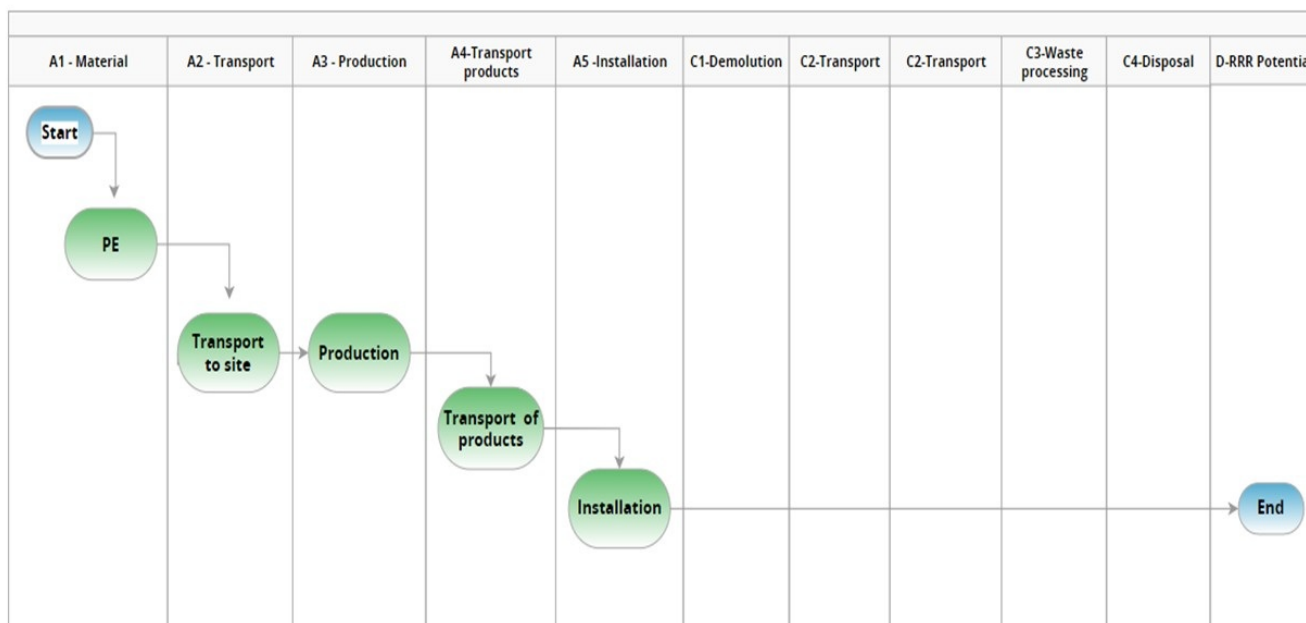 A1 - Material
A2 - Transport
A3 - Production
A4-Transport
products
A5 -Installation
C1-Demolution
C2-Transport
C2-Transport
C3-Waste
processing
C4-Disposal
D-RRR Potentia
Start
PE
Transport
to site
Production
Transport of
products
Installation
End